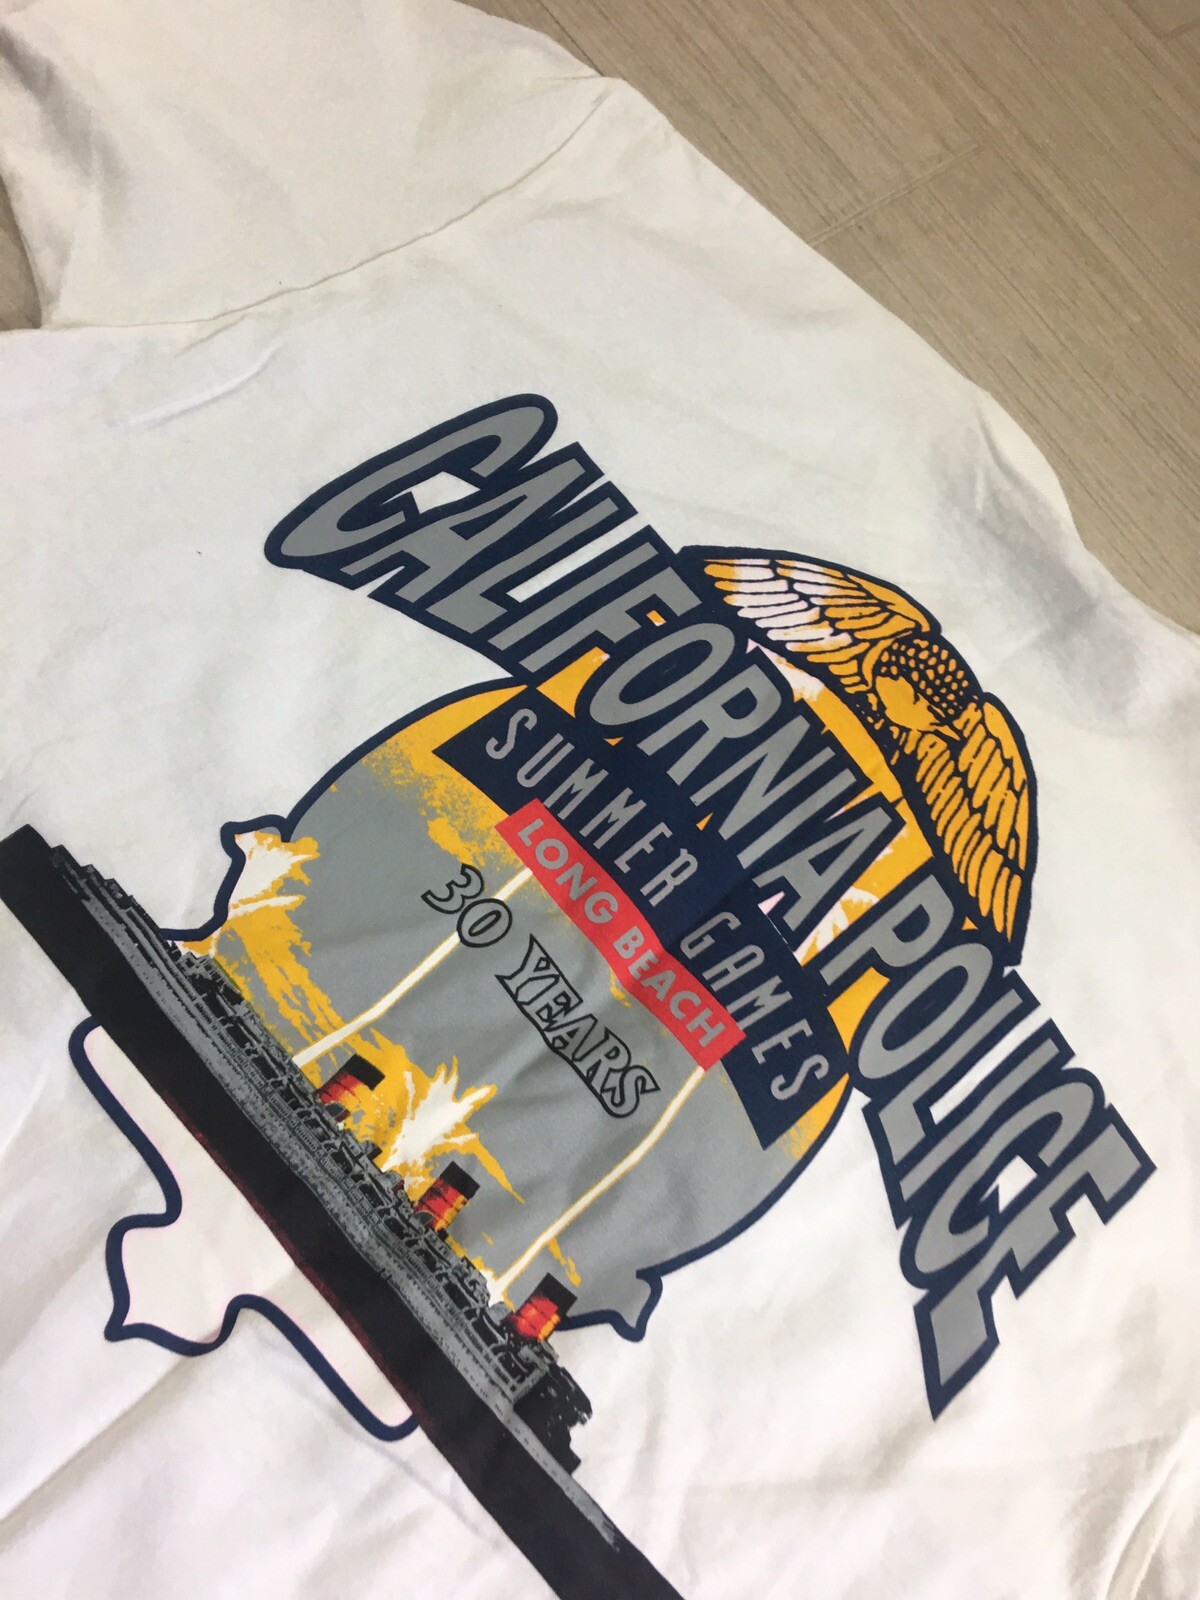 CALIFORNIA POLICE
SUMMER GAMES
LONG BEACH
30 YEARS